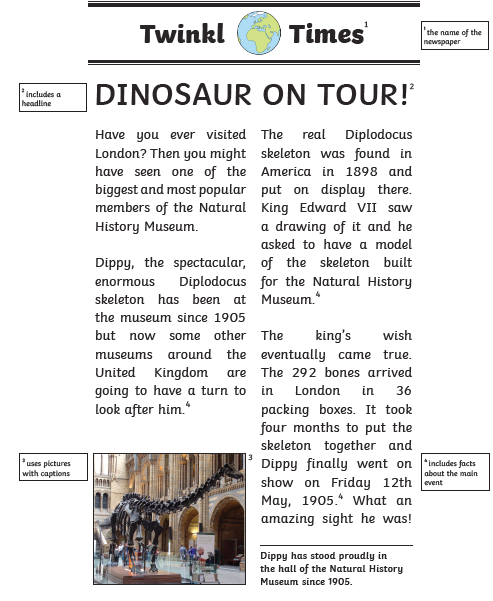 Twinkl Times¹
¹ the name of the
newspaper
² includes a
headline
DINOSAUR ON TOUR!²
Have you ever visited
London? Then you might
have seen one of the
biggest and most popular
members of the Natural
History Museum.
Dippy, the spectacular,
enormous Diplodocus
skeleton has been at
the museum since 1905
but now some other
museums around the
United Kingdom are
going to have a turn to
look after him.⁴
The real Diplodocus
skeleton was found in
America in 1898 and
put on display there.
King Edward VII saw
a drawing of it and he
asked to have a model
of the skeleton built
for the Natural History
Museum.⁴
The king's wish
eventually came true.
The 292 bones arrived
in London in 36
packing boxes. It took
four months to put the
skeleton together and
Dippy finally went on
show on Friday 12th
May, 1905.⁴ What an
amazing sight he was!
³ uses pictures
with captions
³
⁴ includes facts
about the main
event
Dippy has stood proudly in
the hall of the Natural History
Museum since 1905.